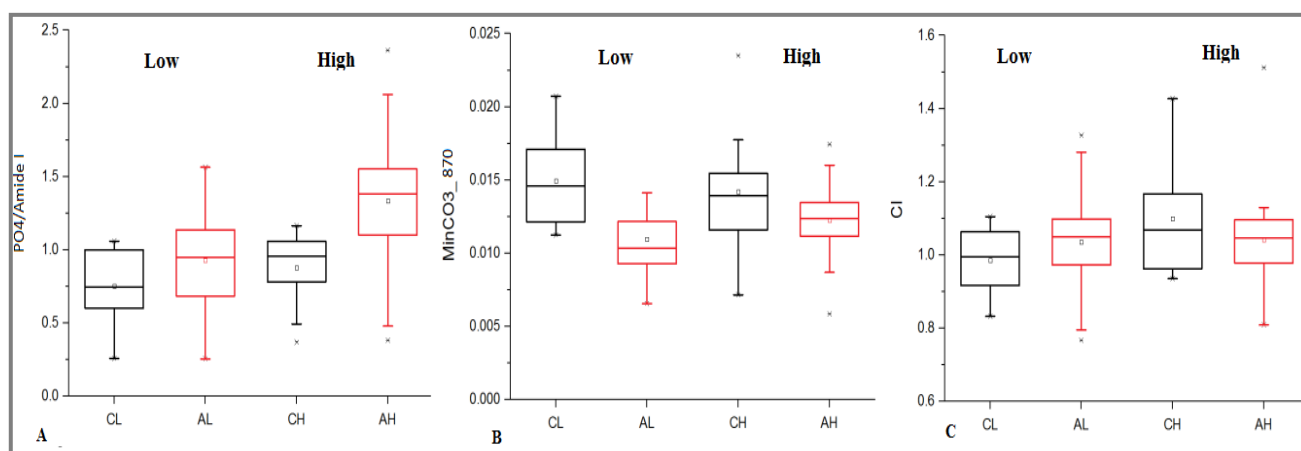 Low High
PO4/Amide I
2.5
2.0
1.5
1.0
0.5
0.0
CL AL CH AH
A
Low High
MinCO3_ 870
0.025
0.020
0.015
0.010
0.005
0.000
CL AL CH AH
B
Low High
CI
1.6
1.4
1.2
1.0
0.8
0.6
CL AL CH AH
C